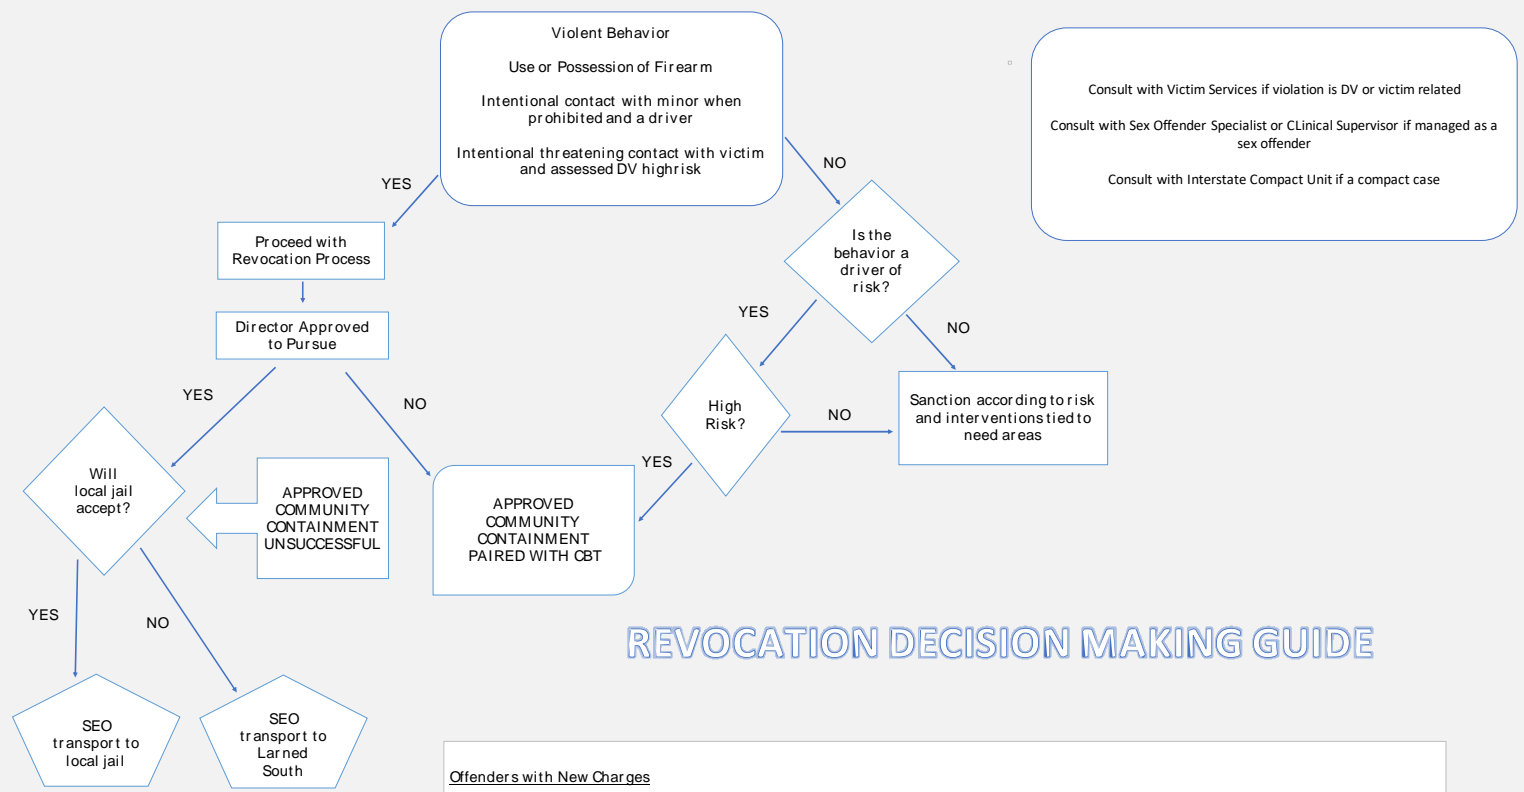 Violent Behavior
Use or Possession of Firearm
Intentional contact with minor when
prohibited and a driver
Intentional threatening contact with victim
and assessed DV high risk
Consult with Victim Services if violation is DV or victim related
Consult with Sex Offender Specialist or CLinical Supervisor if managed as a
sex offender
Consult with Interstate Compact Unit if a compact case
YES
NO
Proceed with
Revocation Process
Is the
behavior a
driver of
risk?
Director Approved
to Pursue
YES
NO
YES
NO
High
Risk?
NO
Sanction according to risk
and interventions tied to
need areas
YES
Will
local jail
accept?
APPROVED
COMMUNITY
CONTAINMENT
UNSUCCESSFUL
APPROVED
COMMUNITY
CONTAINMENT
PAIRED WITH CBT
YES
NO
REVOCATION DECISION MAKING GUIDE
SEO
transport to
local jail
SEO
transport to
Larned
South
Offenders with New Charges